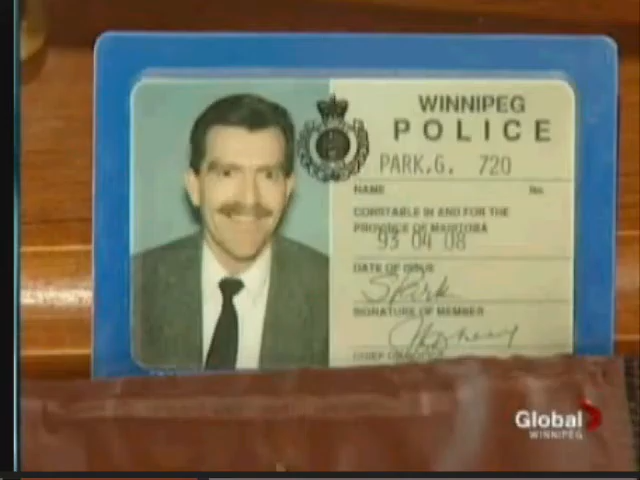 WINNIPEG
POLICE
PARK.G. 720
NAME No.
CONSTABLE IN AND FOR THE
PROVINCE OF MANITOBA
93 04 08
DATE OF ISSUE
SIGNATURE OF MEMBER
CHIEF
Global
WINNIPEG